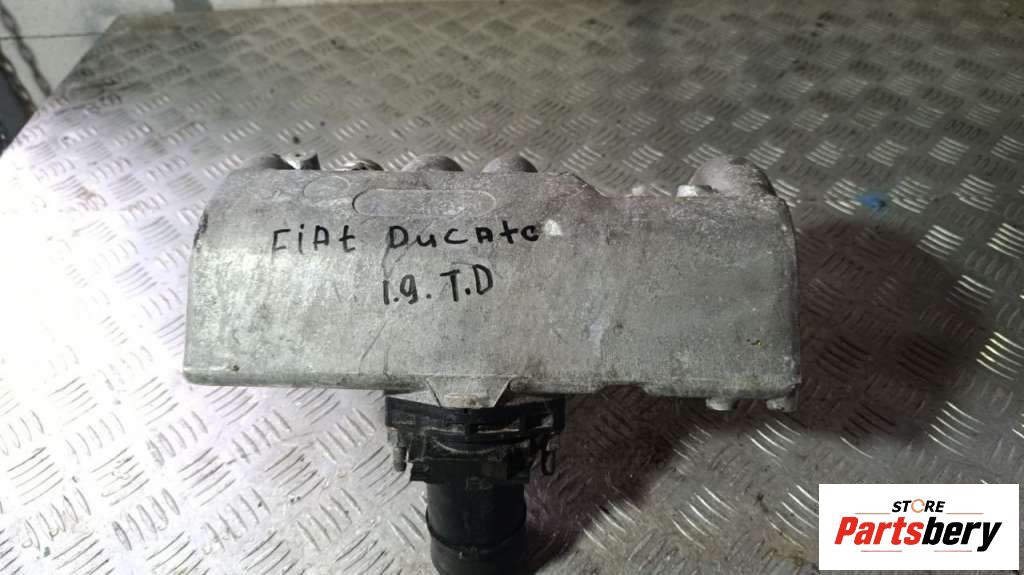 Fiat Ducato
1.9. T.D
STORE
Partsbery